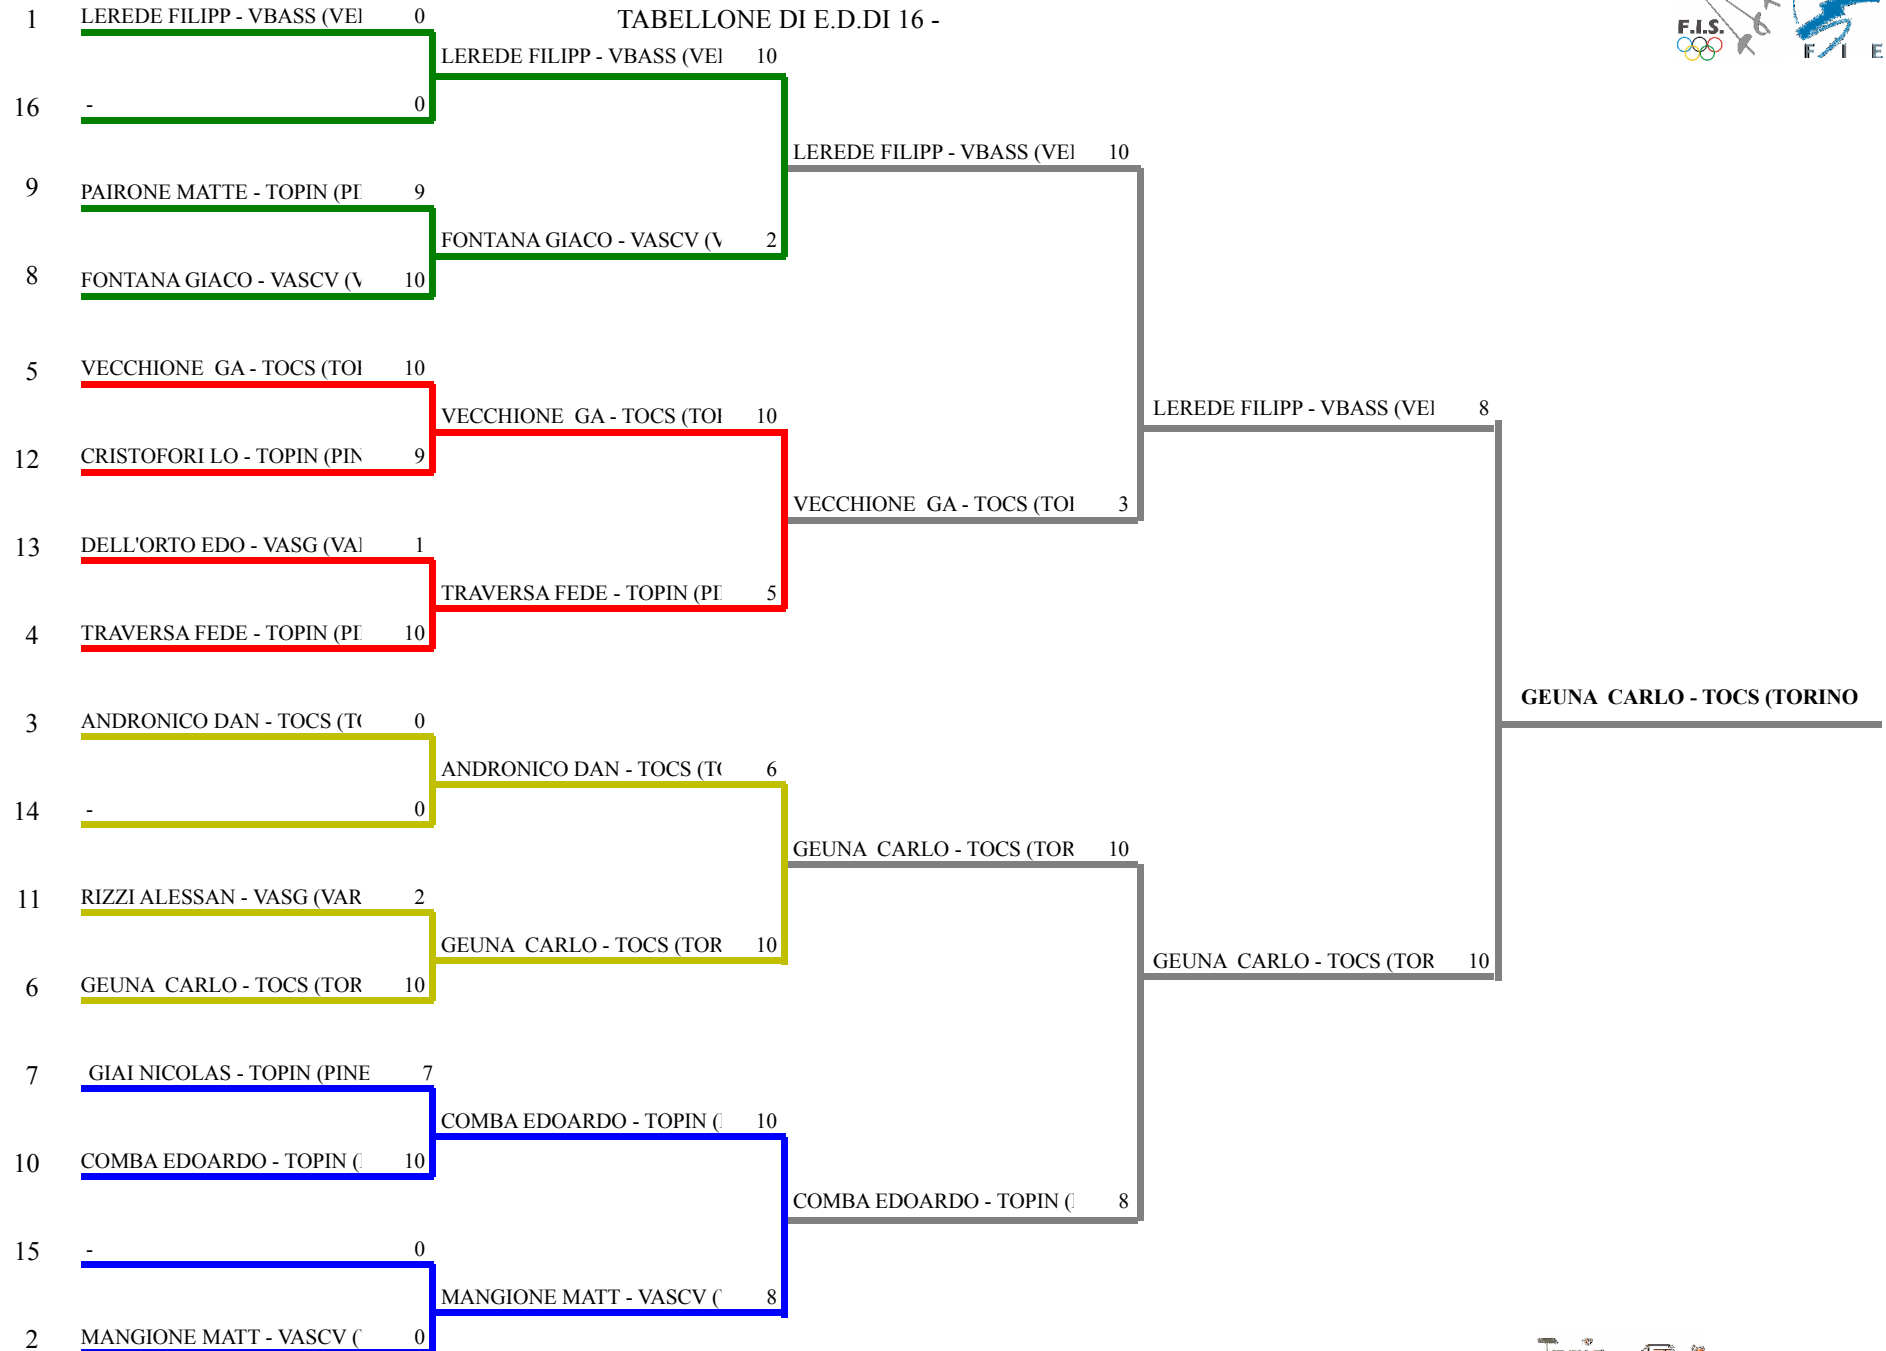 TABELLONE DI E.D.DI 16 -
F.I.S.
F I E
1 LEREDE FILIPP - VBASS (VEI 0
LEREDE FILIPP - VBASS (VEI 10
16 - 0
LEREDE FILIPP - VBASS (VEI 10
9 PAIRONE MATTE - TOPIN (PI 9
FONTANA GIACO - VASCV (V 2
8 FONTANA GIACO - VASCV (V 10
5 VECCHIONE  GA - TOCS (TOI 10
LEREDE FILIPP - VBASS (VEI 8
VECCHIONE  GA - TOCS (TOI 10
12 CRISTOFORI LO - TOPIN (PIN 9
VECCHIONE  GA - TOCS (TOI 3
13 DELL'ORTO EDO - VASG (VAI 1
TRAVERSA FEDE - TOPIN (PI 5
4 TRAVERSA FEDE - TOPIN (PI 10
GEUNA  CARLO - TOCS (TORINO
3 ANDRONICO DAN - TOCS (T( 0
ANDRONICO DAN - TOCS (T( 6
14 - 0
GEUNA  CARLO - TOCS (TOR 10
11 RIZZI ALESSAN - VASG (VAR 2
GEUNA  CARLO - TOCS (TOR 10
GEUNA  CARLO - TOCS (TOR 10
6 GEUNA  CARLO - TOCS (TOR 10
7 GIAI NICOLAS - TOPIN (PINE 7
COMBA EDOARDO - TOPIN ( 10
10 COMBA EDOARDO - TOPIN ( 10
COMBA EDOARDO - TOPIN ( 8
15 - 0
MANGIONE MATT - VASCV ( 8
2 MANGIONE MATT - VASCV ( 0